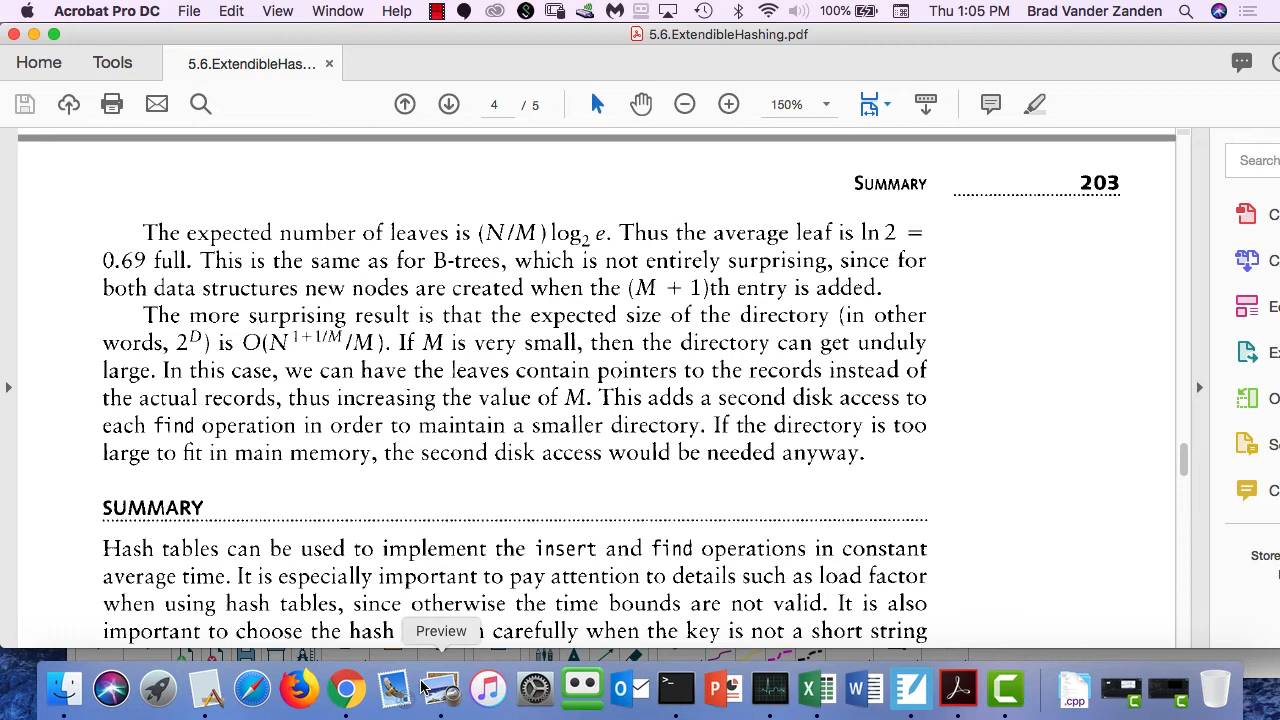 Acrobat Pro DC File Edit View Window Help 100% Thu 1:05 PM Brad Vander Zanden
5.6.ExtendibleHashing.pdf
Home Tools 5.6.ExtendibleHas... ×
4 / 5 150%
Search
SUMMARY 203
The expected number of leaves is (N/M) log₂ e. Thus the average leaf is ln 2 =
0.69 full. This is the same as for B-trees, which is not entirely surprising, since for
both data structures new nodes are created when the (M + 1)th entry is added.
The more surprising result is that the expected size of the directory (in other
words, 2ᴰ) is O(N¹⁺¹/ᴹ/M). If M is very small, then the directory can get unduly
large. In this case, we can have the leaves contain pointers to the records instead of
the actual records, thus increasing the value of M. This adds a second disk access to
each find operation in order to maintain a smaller directory. If the directory is too
large to fit in main memory, the second disk access would be needed anyway.
SUMMARY
Hash tables can be used to implement the insert and find operations in constant
average time. It is especially important to pay attention to details such as load factor
when using hash tables, since otherwise the time bounds are not valid. It is also
important to choose the hash carefully when the key is not a short string
Preview
C
C
E
E
O
S
C
Store
.cpp